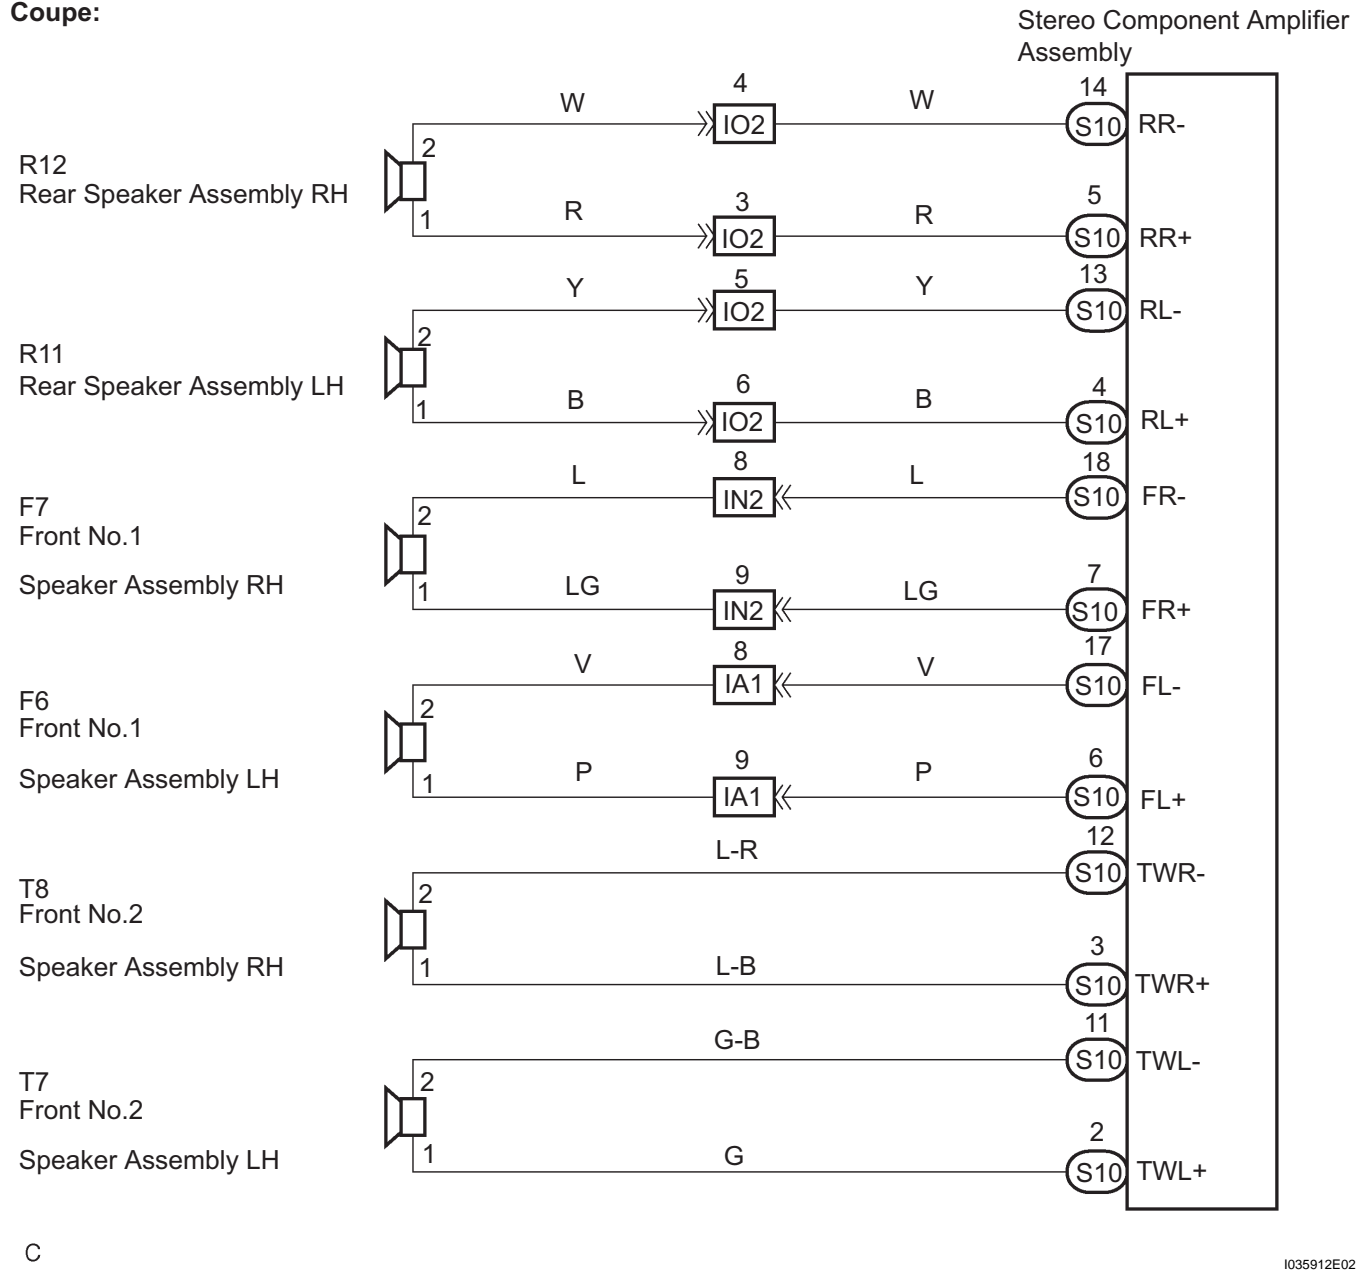 Coupe:
Stereo Component Amplifier
Assembly
4
14
W
W
IO2
S10
RR-
2
R12
Rear Speaker Assembly RH
1
3
5
R
R
IO2
S10
RR+
5
13
Y
Y
IO2
S10
RL-
2
R11
Rear Speaker Assembly LH
1
6
4
B
B
IO2
S10
RL+
8
18
L
L
IN2
S10
FR-
F7
2
Front No.1
Speaker Assembly RH
1
9
7
LG
LG
IN2
S10
FR+
8
17
V
V
IA1
S10
FL-
F6
2
Front No.1
Speaker Assembly LH
1
9
6
P
P
IA1
S10
FL+
L-R
12
S10
TWR-
T8
2
Front No.2
Speaker Assembly RH
1
L-B
3
S10
TWR+
G-B
11
S10
TWL-
T7
2
Front No.2
Speaker Assembly LH
1
G
2
S10
TWL+
C
I035912E02